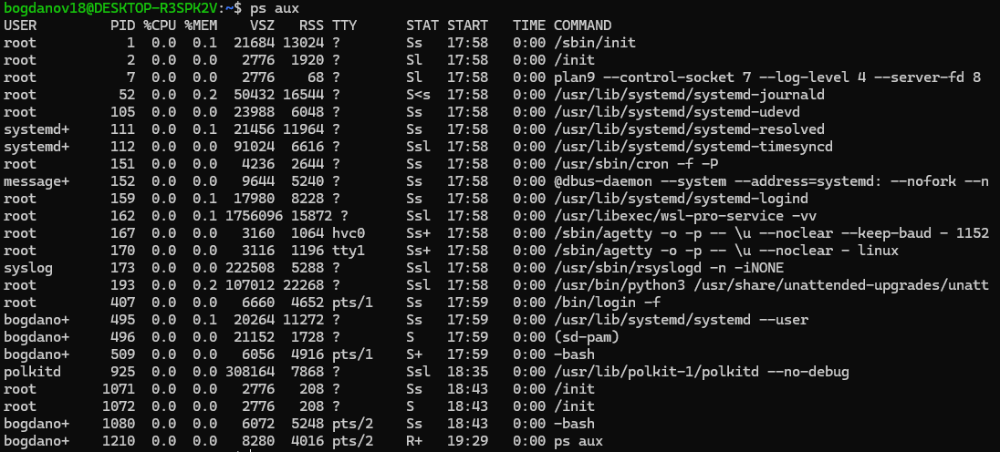 bogdanov18@DESKTOP-R3SPK2V:~$ ps aux
USER         PID %CPU %MEM    VSZ   RSS TTY      STAT START   TIME COMMAND
root           1  0.0  0.1  21684 13024 ?        Ss   17:58   0:00 /sbin/init
root           2  0.0  0.0   2776  1920 ?        Sl   17:58   0:00 /init
root           7  0.0  0.0   2776    68 ?        Sl   17:58   0:00 plan9 --control-socket 7 --log-level 4 --server-fd 8
root          52  0.0  0.2  50432 16544 ?        S<s  17:58   0:00 /usr/lib/systemd/systemd-journald
root         105  0.0  0.0  23988  6048 ?        Ss   17:58   0:00 /usr/lib/systemd/systemd-udevd
systemd+     111  0.0  0.1  21456 11964 ?        Ss   17:58   0:00 /usr/lib/systemd/systemd-resolved
systemd+     112  0.0  0.0  91024  6616 ?        Ssl  17:58   0:00 /usr/lib/systemd/systemd-timesyncd
root         151  0.0  0.0   4236  2644 ?        Ss   17:58   0:00 /usr/sbin/cron -f -P
message+     152  0.0  0.0   9644  5240 ?        Ss   17:58   0:00 @dbus-daemon --system --address=systemd: --nofork --n
root         159  0.0  0.1  17980  8228 ?        Ss   17:58   0:00 /usr/lib/systemd/systemd-logind
root         162  0.0  0.1 1756096 15872 ?       Ssl  17:58   0:00 /usr/libexec/wsl-pro-service -vv
root         167  0.0  0.0   3160  1064 hvc0     Ss+  17:58   0:00 /sbin/agetty -o -p -- \u --noclear --keep-baud - 1152
root         170  0.0  0.0   3116  1196 tty1     Ss+  17:58   0:00 /sbin/agetty -o -p -- \u --noclear - linux
syslog       173  0.0  0.0 222508  5288 ?        Ssl  17:58   0:00 /usr/sbin/rsyslogd -n -iNONE
root         193  0.0  0.2 107012 22268 ?        Ssl  17:58   0:00 /usr/bin/python3 /usr/share/unattended-upgrades/unatt
root         407  0.0  0.0   6660  4652 pts/1    Ss   17:59   0:00 /bin/login -f
bogdano+     495  0.0  0.1  20264 11272 ?        Ss   17:59   0:00 /usr/lib/systemd/systemd --user
bogdano+     496  0.0  0.0  21152  1728 ?        S    17:59   0:00 (sd-pam)
bogdano+     509  0.0  0.0   6056  4916 pts/1    S+   17:59   0:00 -bash
polkitd      925  0.0  0.0 308164  7868 ?        Ssl  18:35   0:00 /usr/lib/polkit-1/polkitd --no-debug
root        1071  0.0  0.0   2776   208 ?        Ss   18:43   0:00 /init
root        1072  0.0  0.0   2776   208 ?        S    18:43   0:00 /init
bogdano+    1080  0.0  0.0   6072  5248 pts/2    Ss   18:43   0:00 -bash
bogdano+    1210  0.0  0.0   8280  4016 pts/2    R+   19:29   0:00 ps aux